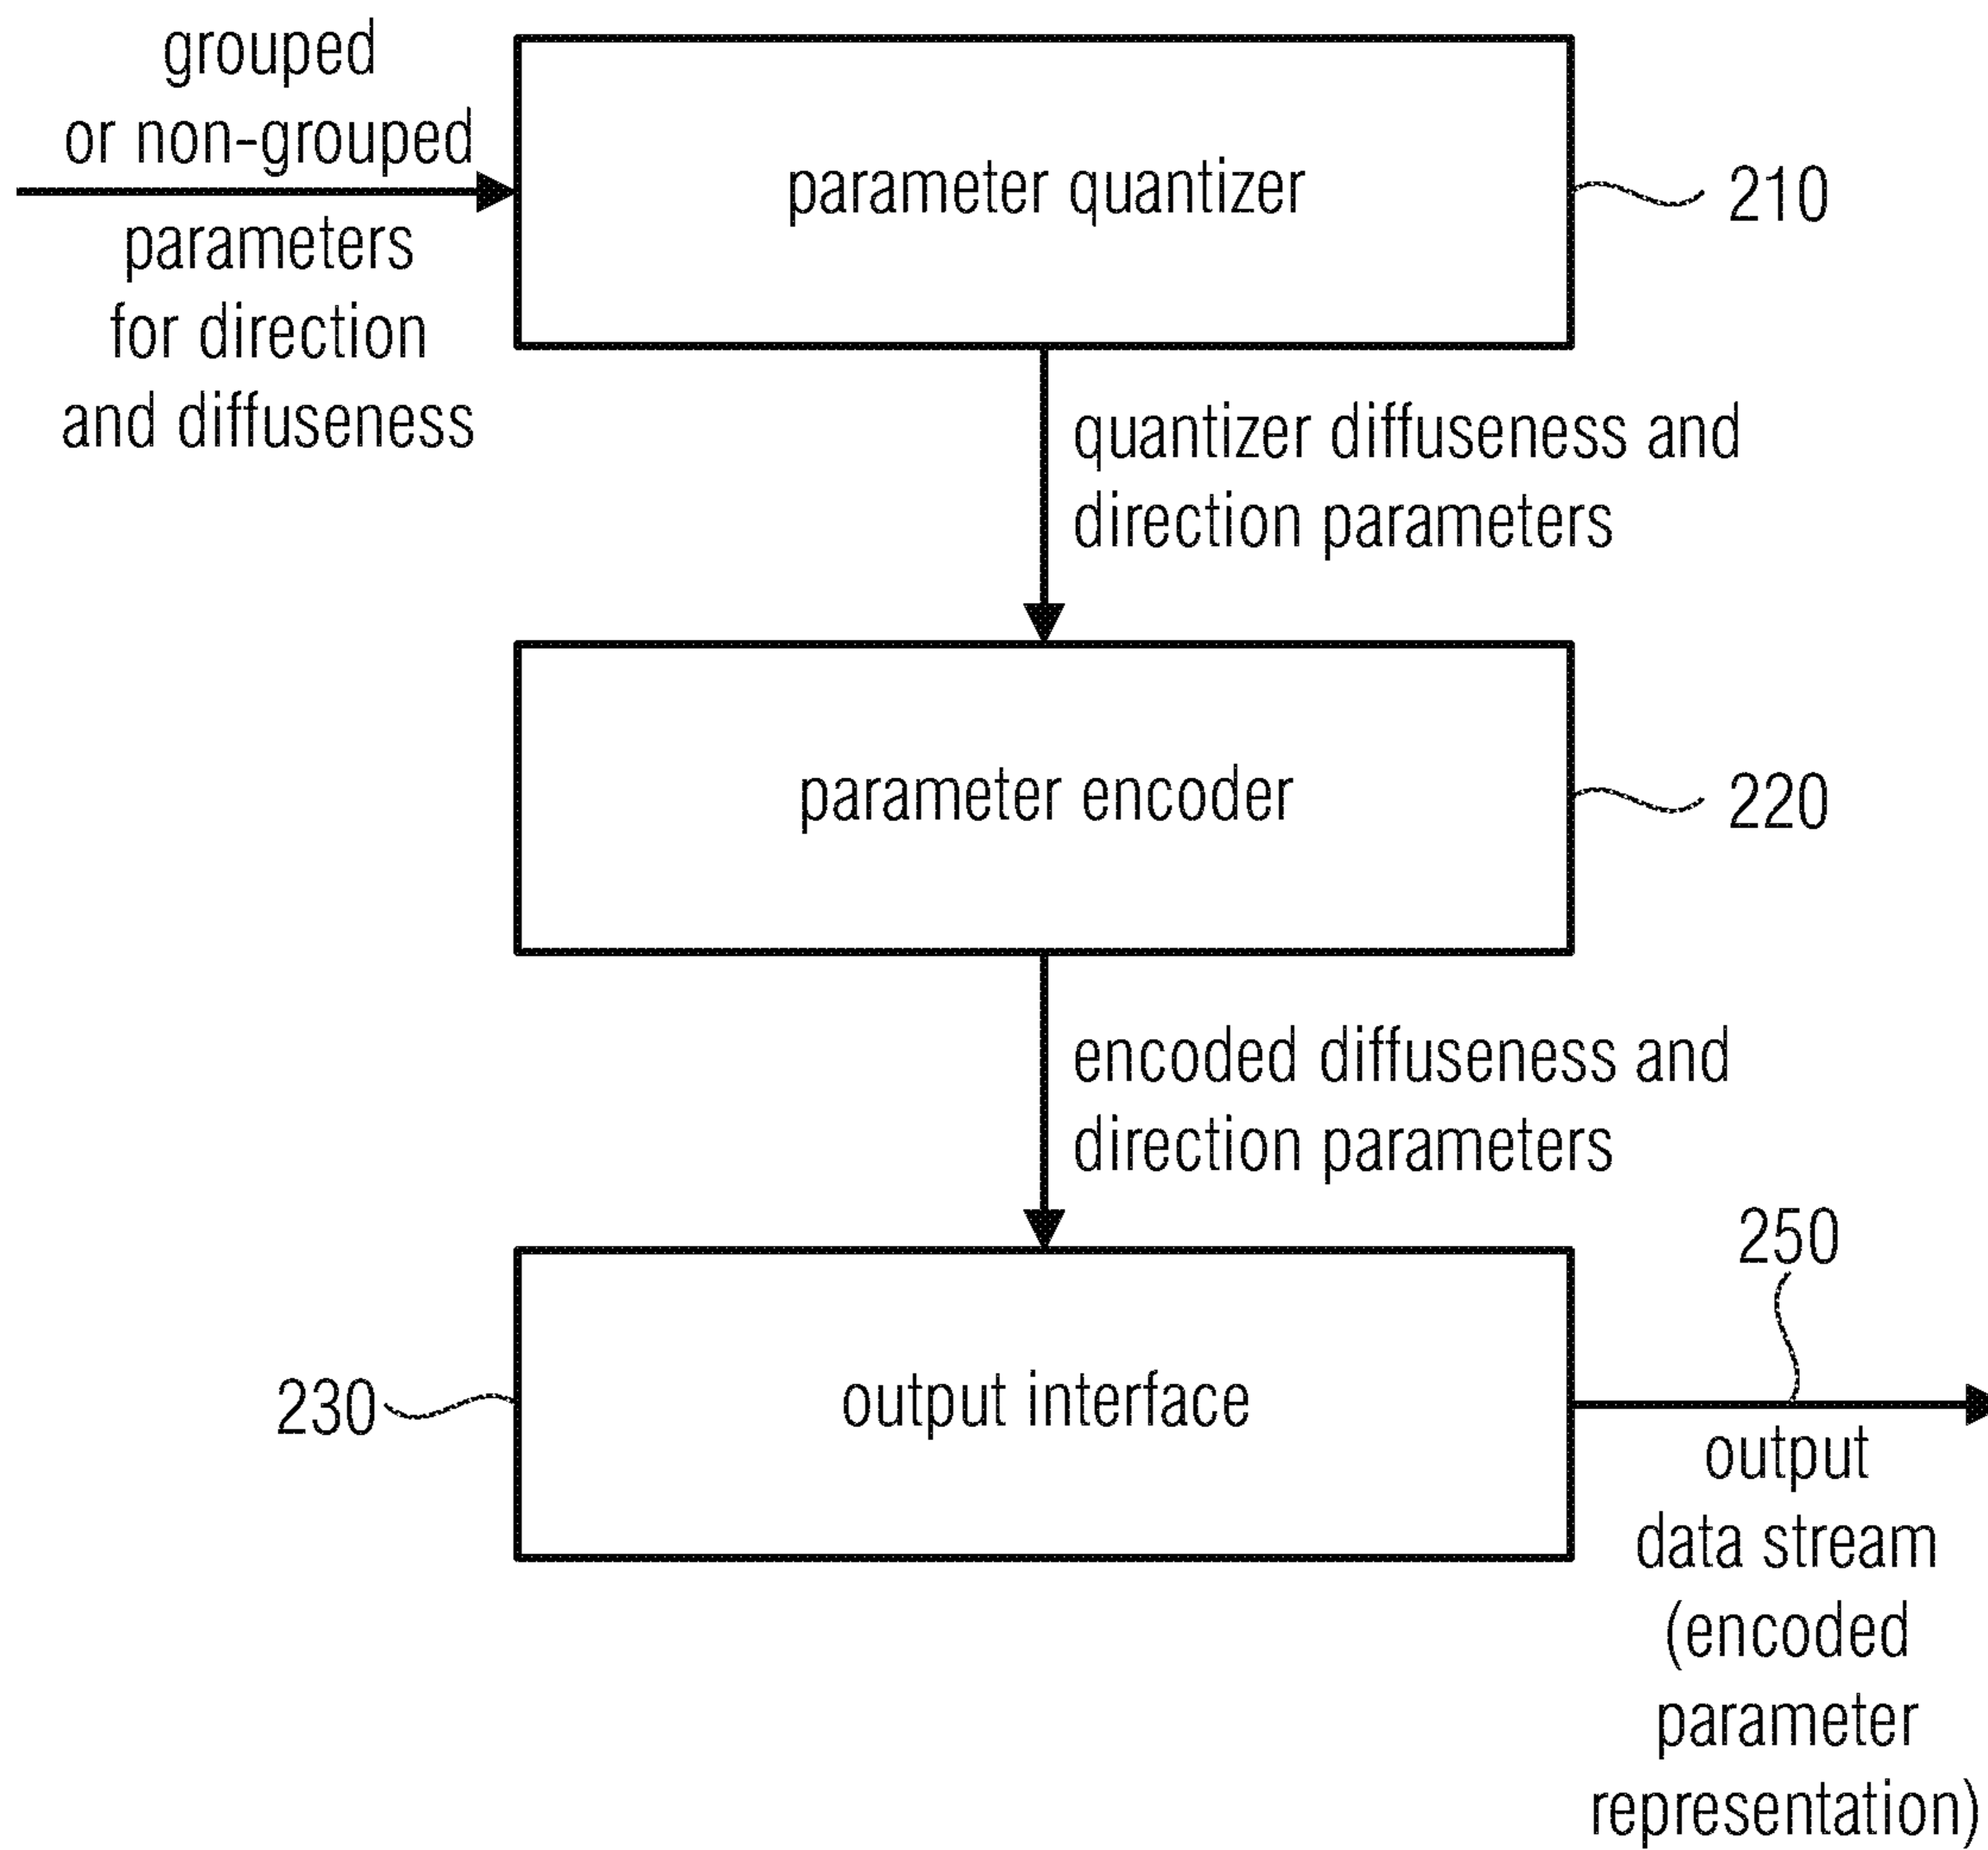 grouped
or non-grouped
parameters
for direction
and diffuseness
parameter quantizer
210
quantizer diffuseness and
direction parameters
parameter encoder
220
encoded diffuseness and
direction parameters
230
output interface
250
output
data stream
(encoded
parameter
representation)